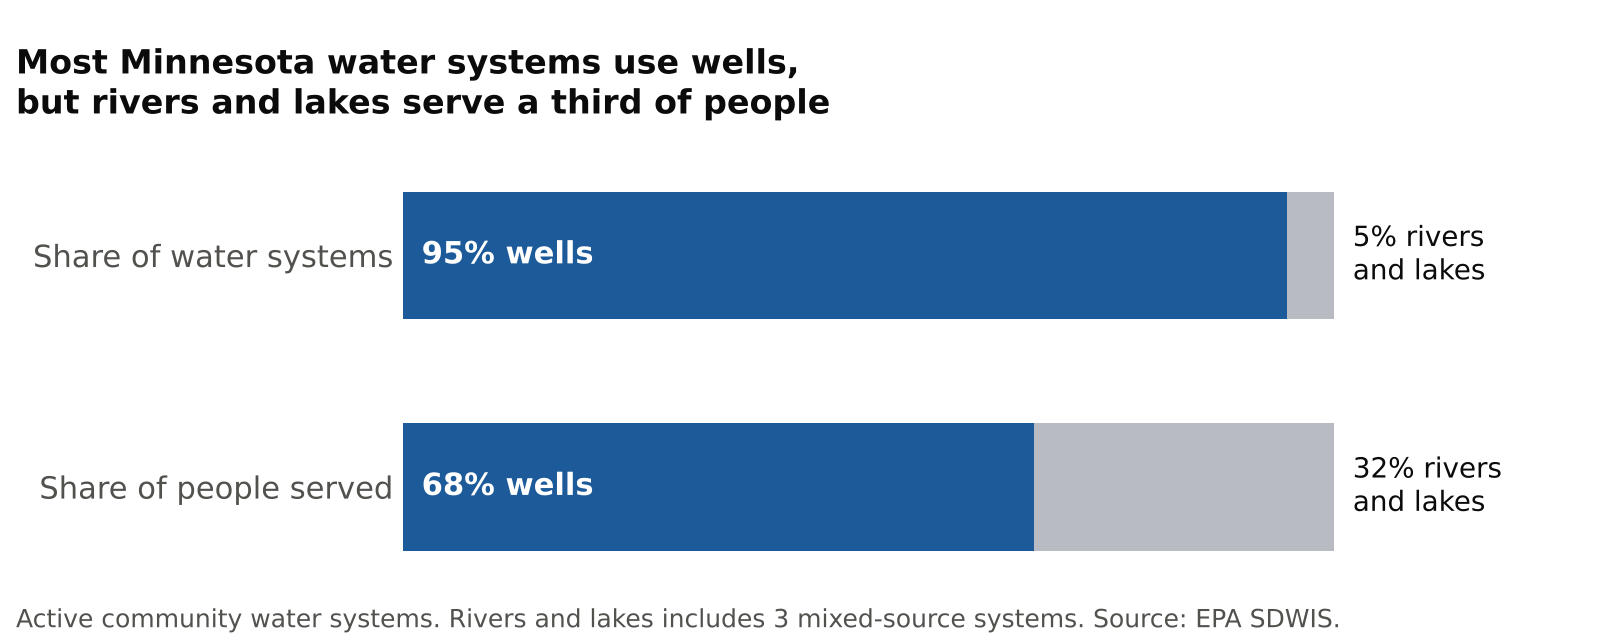 Most Minnesota water systems use wells,
but rivers and lakes serve a third of people
Share of water systems
95% wells
5% rivers
and lakes
Share of people served
68% wells
32% rivers
and lakes
Active community water systems. Rivers and lakes includes 3 mixed-source systems. Source: EPA SDWIS.